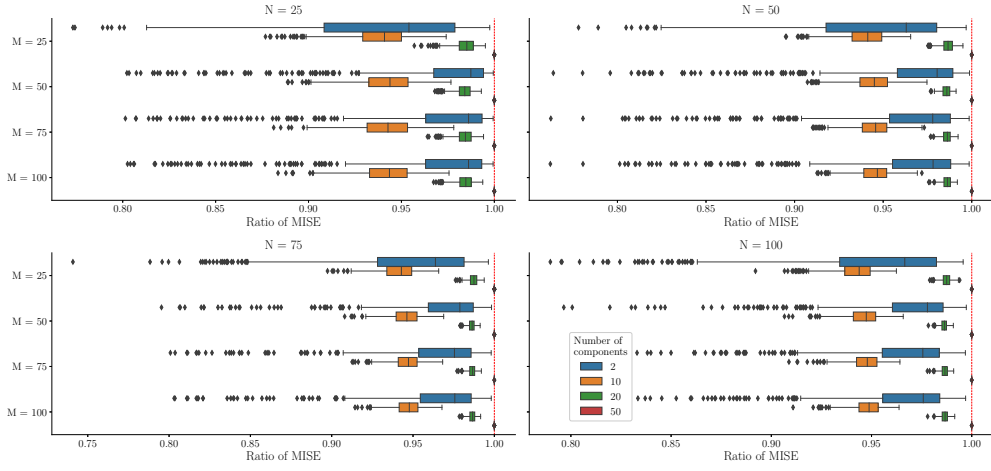 N = 25
M = 25
M = 50
M = 75
M = 100
0.80 0.85 0.90 0.95 1.00
Ratio of MISE
N = 50
0.80 0.85 0.90 0.95 1.00
Ratio of MISE
N = 75
M = 25
M = 50
M = 75
M = 100
0.75 0.80 0.85 0.90 0.95 1.00
Ratio of MISE
N = 100
Number of
components
2
10
20
50
0.80 0.85 0.90 0.95 1.00
Ratio of MISE